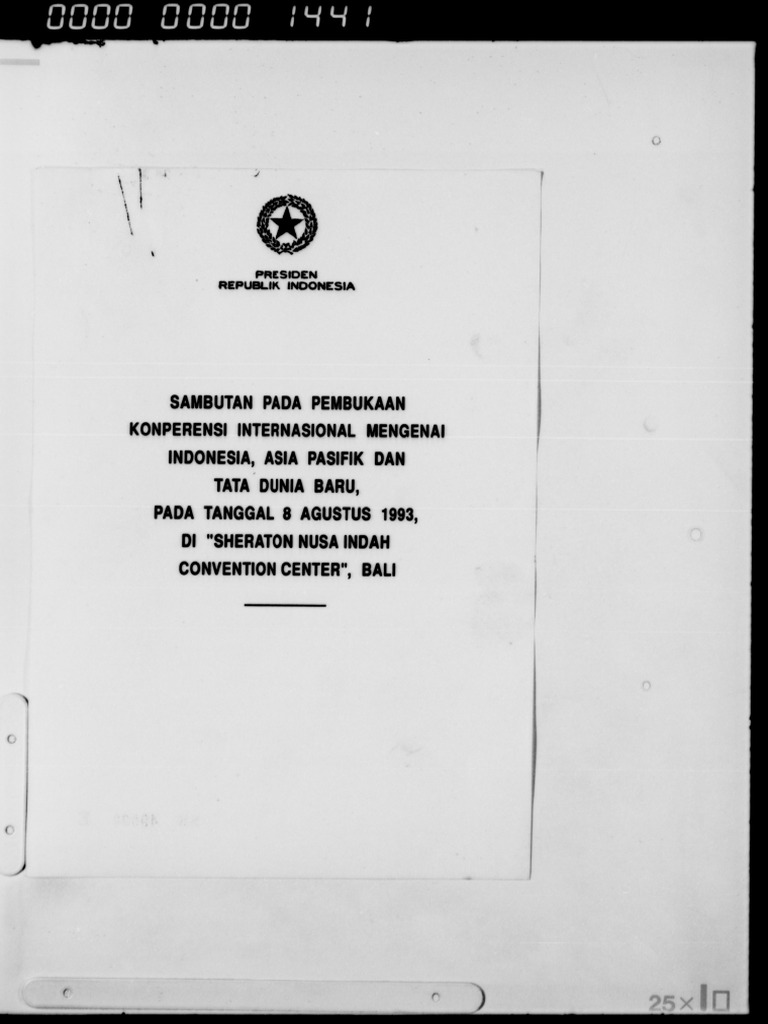 0000 0000 1441
PRESIDEN
REPUBLIK INDONESIA
SAMBUTAN PADA PEMBUKAAN
KONPERENSI INTERNASIONAL MENGENAI
INDONESIA, ASIA PASIFIK DAN
TATA DUNIA BARU,
PADA TANGGAL 8 AGUSTUS 1993,
DI "SHERATON NUSA INDAH
CONVENTION CENTER", BALI
25×